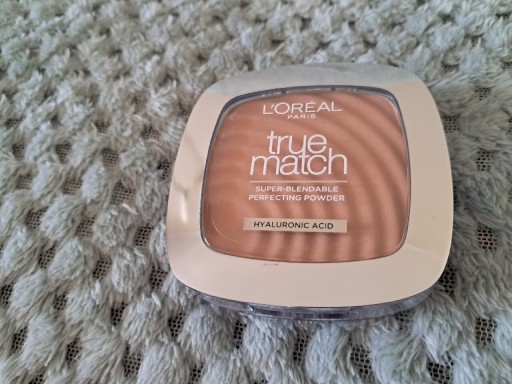 L'ORÉAL
PARIS
true
match
SUPER-BLENDABLE
PERFECTING POWDER
HYALURONIC ACID